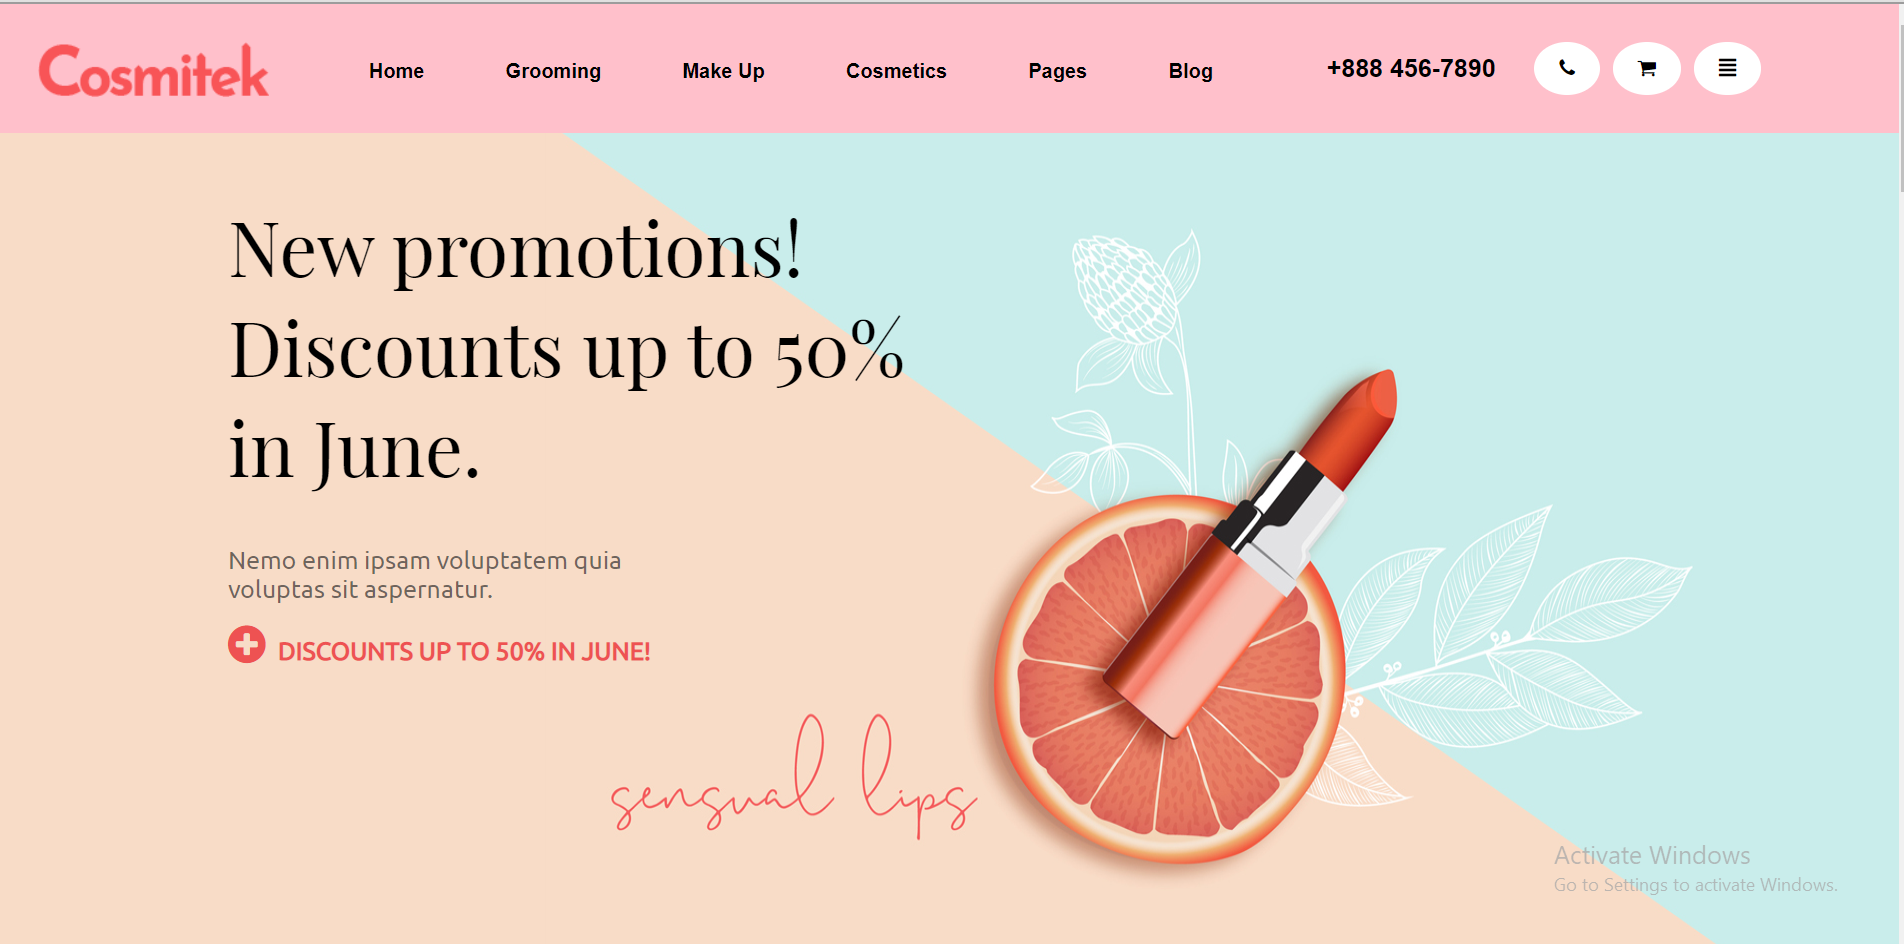 Cosmitek
Home Grooming Make Up Cosmetics Pages Blog +888 456-7890
New promotions!
Discounts up to 50%
in June.
Nemo enim ipsam voluptatem quia
voluptas sit aspernatur.
DISCOUNTS UP TO 50% IN JUNE!
sensual lips
Activate Windows
Go to Settings to activate Windows.